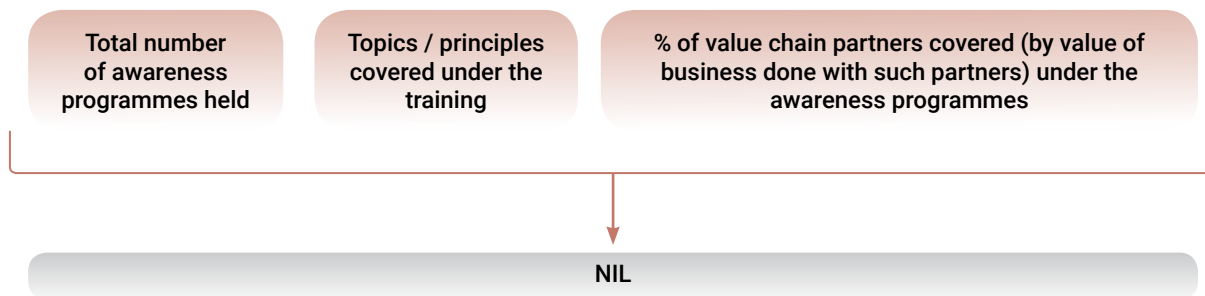 Total number
of awareness
programmes held
Topics / principles
covered under the
training
% of value chain partners covered (by value of
business done with such partners) under the
awareness programmes
NIL